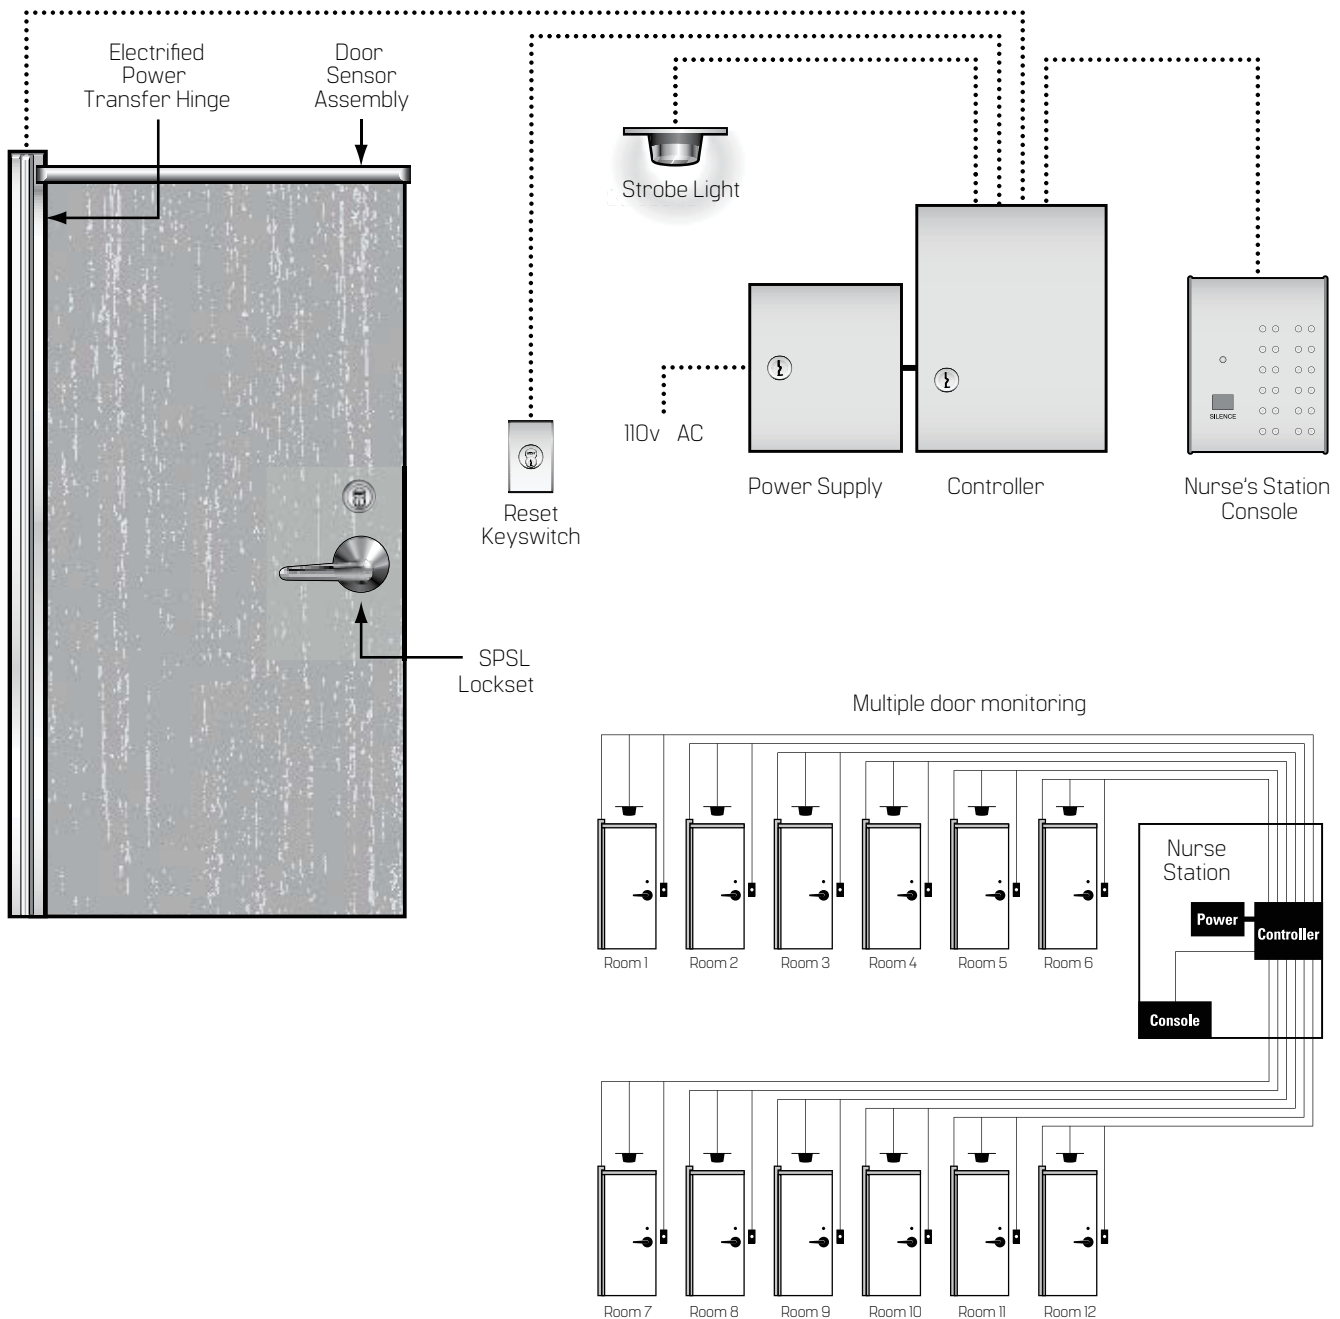 Electrified
Power
Transfer Hinge
Door
Sensor
Assembly
Strobe Light
110v AC
Power Supply
Controller
SILENCE
Nurse's Station
Console
Reset
Keyswitch
SPSL
Lockset
Multiple door monitoring
Nurse
Station
Power
Controller
Console
Room 1
Room 2
Room 3
Room 4
Room 5
Room 6
Room 7
Room 8
Room 9
Room 10
Room 11
Room 12